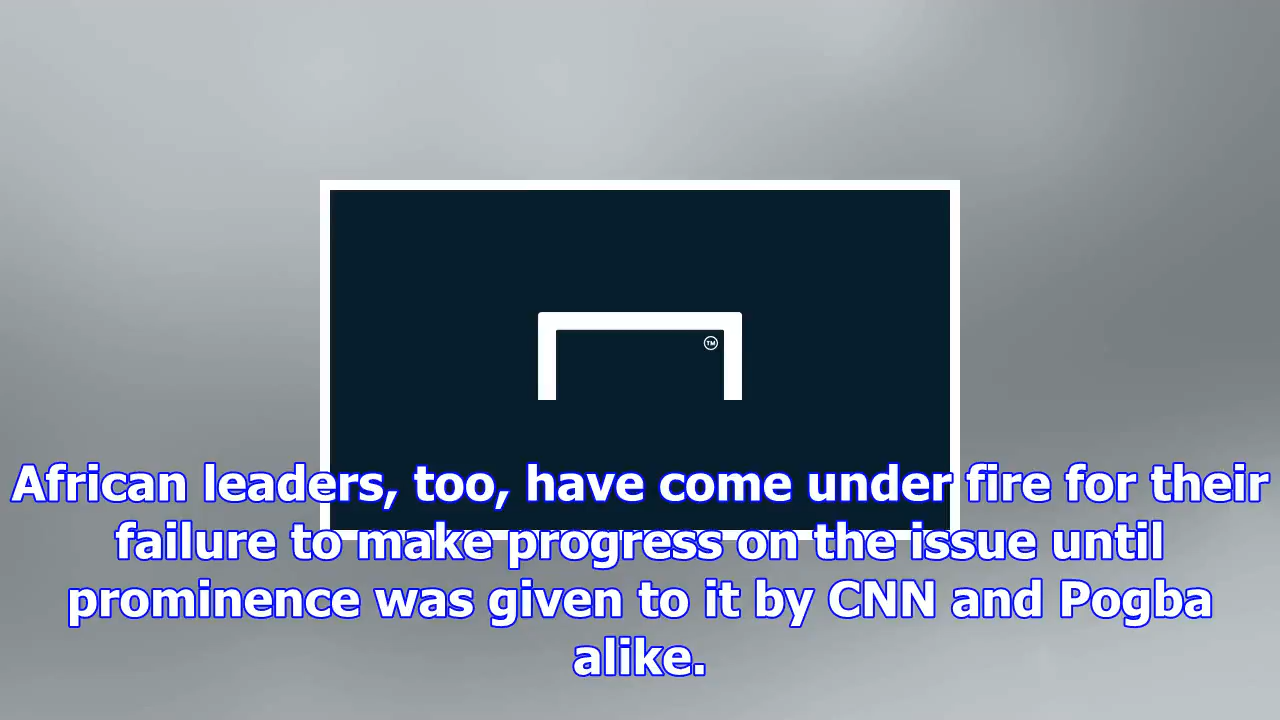 TM
African leaders, too, have come under fire for their
failure to make progress on the issue until
prominence was given to it by CNN and Pogba
alike.